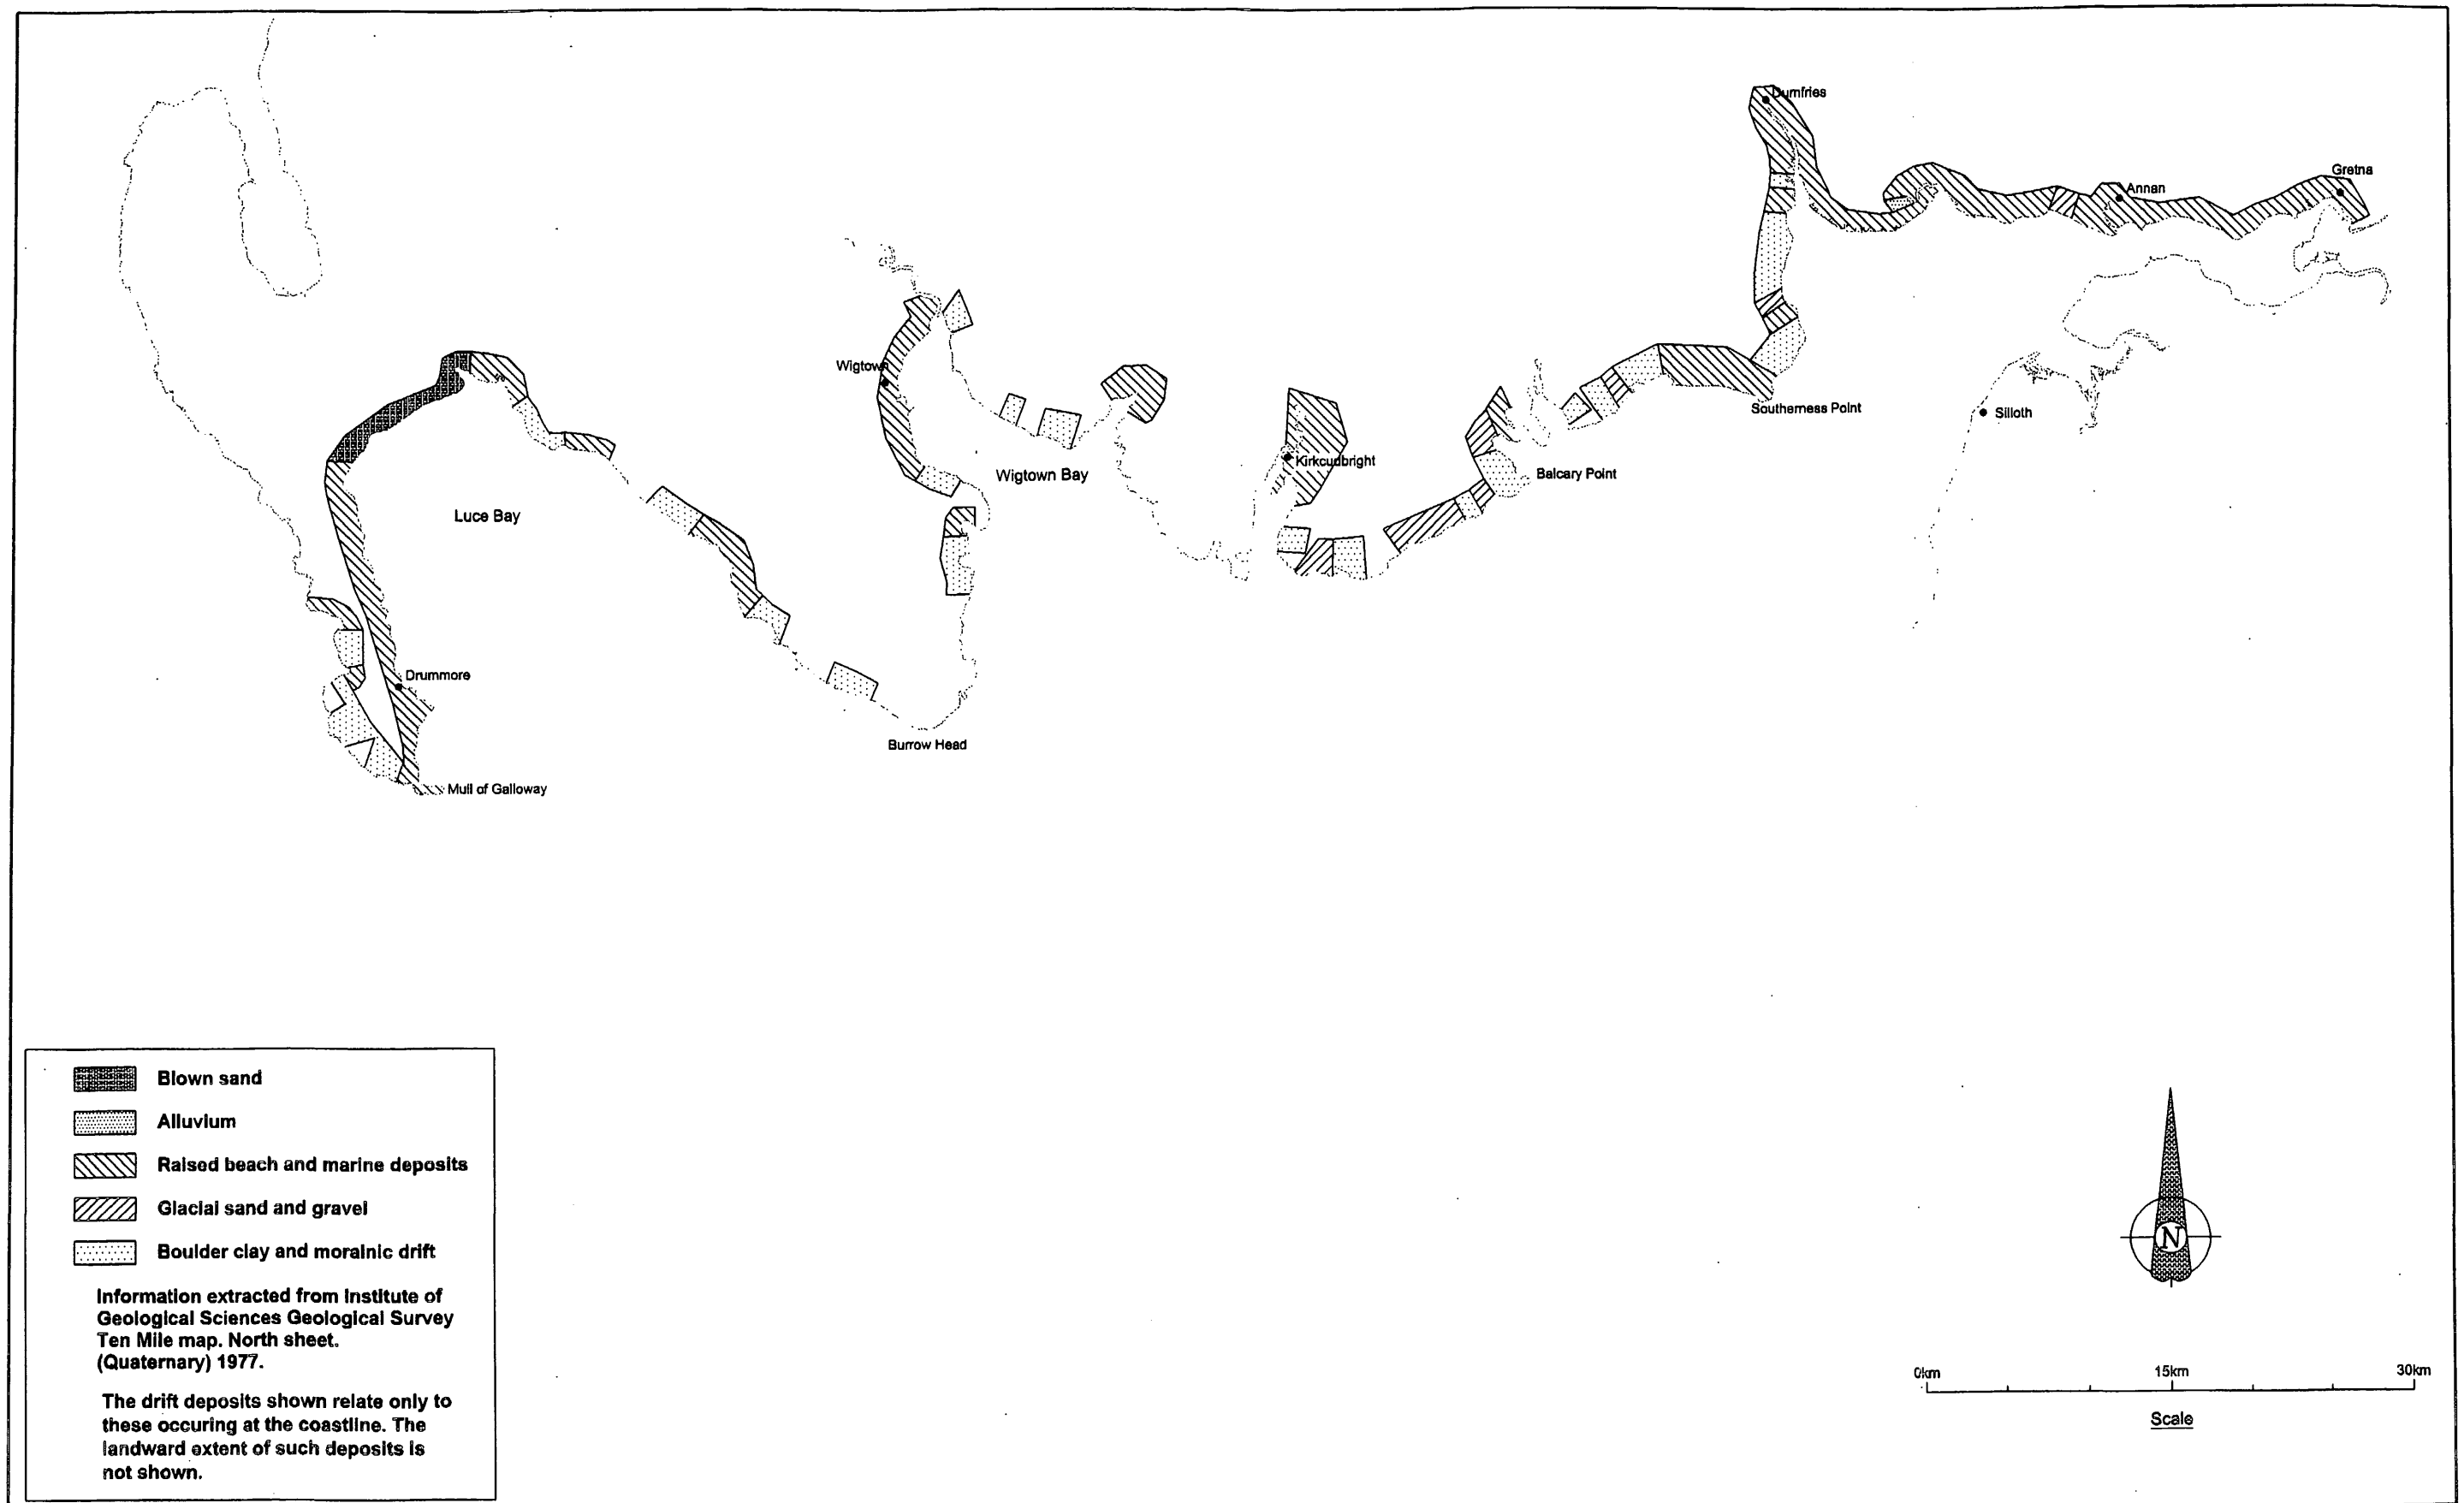 Dumfries
Gretna
Annan
Wigtown
Southerness Point
Silloth
Kirkcudbright
Wigtown Bay
Balcary Point
Luce Bay
Drummore
Burrow Head
Mull of Galloway
Blown sand
Alluvium
Raised beach and marine deposits
Glacial sand and gravel
Boulder clay and morainic drift
Information extracted from Institute of
Geological Sciences Geological Survey
Ten Mile map. North sheet.
(Quaternary) 1977.
The drift deposits shown relate only to
these occuring at the coastline. The
landward extent of such deposits is
not shown.
N
0km 15km 30km
Scale